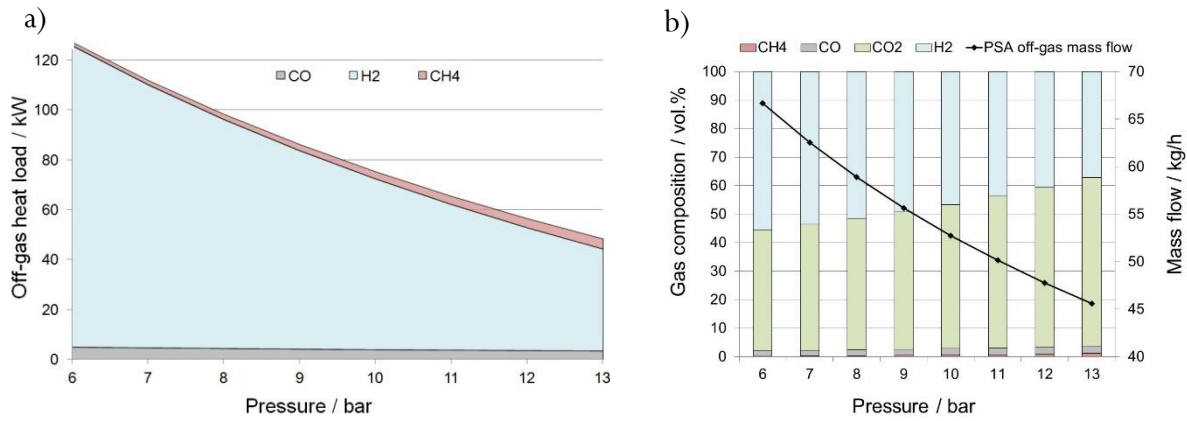 a)
Off-gas heat load / kW
120
100
80
60
40
20
0
CO H2 CH4
6 7 8 9 10 11 12 13
Pressure / bar
b)
CH4 CO CO2 H2 PSA off-gas mass flow
Gas composition / vol.%
100
90
80
70
60
50
40
30
20
10
0
70
65
60
55
50
45
40
Mass flow / kg/h
6 7 8 9 10 11 12 13
Pressure / bar